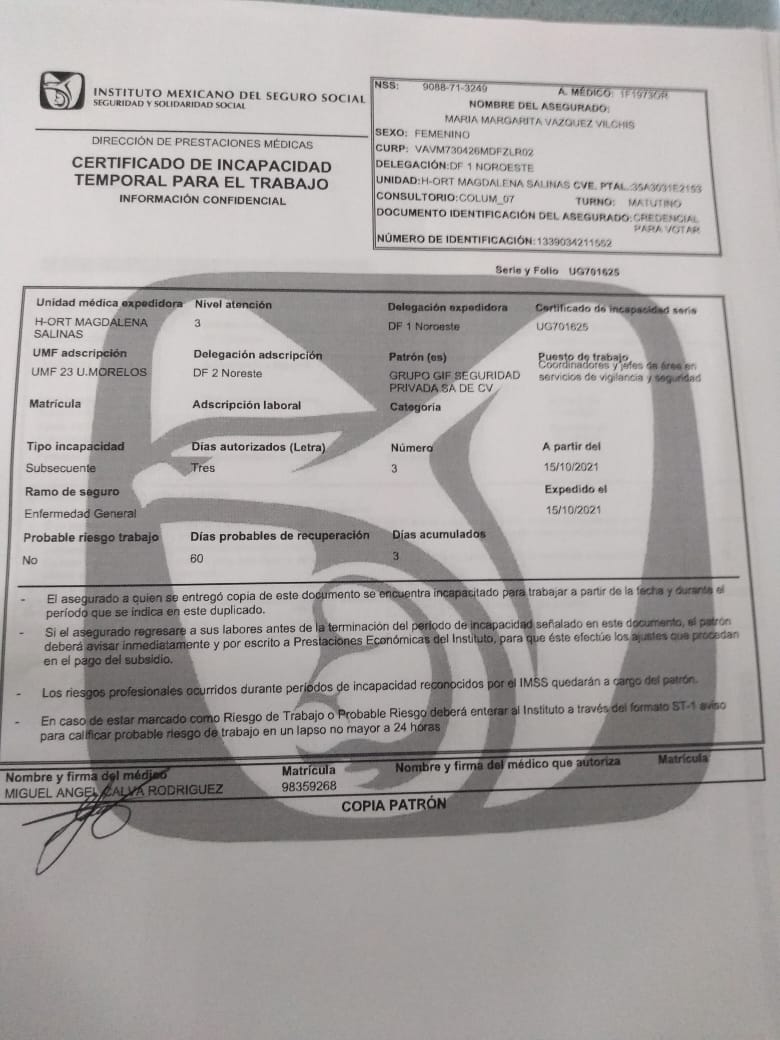 INSTITUTO MEXICANO DEL SEGURO SOCIAL
SEGURIDAD Y SOLIDARIDAD SOCIAL
DIRECCIÓN DE PRESTACIONES MÉDICAS
CERTIFICADO DE INCAPACIDAD
TEMPORAL PARA EL TRABAJO
INFORMACIÓN CONFIDENCIAL
NSS: 9088-71-3249 A. MÉDICO: 1F1973OR
NOMBRE DEL ASEGURADO:
MARIA MARGARITA VAZQUEZ VILCHIS
SEXO: FEMENINO
CURP: VAVM730426MDFZLR02
DELEGACIÓN:DF 1 NOROESTE
UNIDAD:H-ORT MAGDALENA SALINAS CVE. PTAL.:35A3031E2153
CONSULTORIO:COLUM_07 TURNO: MATUTINO
DOCUMENTO IDENTIFICACIÓN DEL ASEGURADO:CREDENCIAL
PARA VOTAR
NÚMERO DE IDENTIFICACIÓN:1339034211552
Serie y Folio UG701625
Unidad médica expedidora Nivel atención Delegación expedidora Certificado de incapacidad serie
H-ORT MAGDALENA 3 DF 1 Noroeste UG701625
SALINAS
UMF adscripción Delegación adscripción Patrón (es) Puesto de trabajo
UMF 23 U.MORELOS DF 2 Noreste GRUPO GIF SEGURIDAD Coordinadores y jefes de área en
PRIVADA SA DE CV servicios de vigilancia y seguridad
Matrícula Adscripción laboral Categoría
Tipo incapacidad Días autorizados (Letra) Número A partir del
Subsecuente Tres 3 15/10/2021
Ramo de seguro Expedido el
Enfermedad General 15/10/2021
Probable riesgo trabajo Días probables de recuperación Días acumulados
No 60 3
- El asegurado a quien se entregó copia de este documento se encuentra incapacitado para trabajar a partir de la fecha y durante el
período que se indica en este duplicado.
- Si el asegurado regresare a sus labores antes de la terminación del período de incapacidad señalado en este documento, el patrón
deberá avisar inmediatamente y por escrito a Prestaciones Económicas del Instituto, para que éste efectúe los ajustes que procedan
en el pago del subsidio.
- Los riesgos profesionales ocurridos durante períodos de incapacidad reconocidos por el IMSS quedarán a cargo del patrón.
- En caso de estar marcado como Riesgo de Trabajo o Probable Riesgo deberá enterar al Instituto a través del formato ST-1 aviso
para calificar probable riesgo de trabajo en un lapso no mayor a 24 horas
Nombre y firma del médico Matrícula Nombre y firma del médico que autoriza Matrícula
MIGUEL ANGEL CALVA RODRIGUEZ 98359268
COPIA PATRÓN